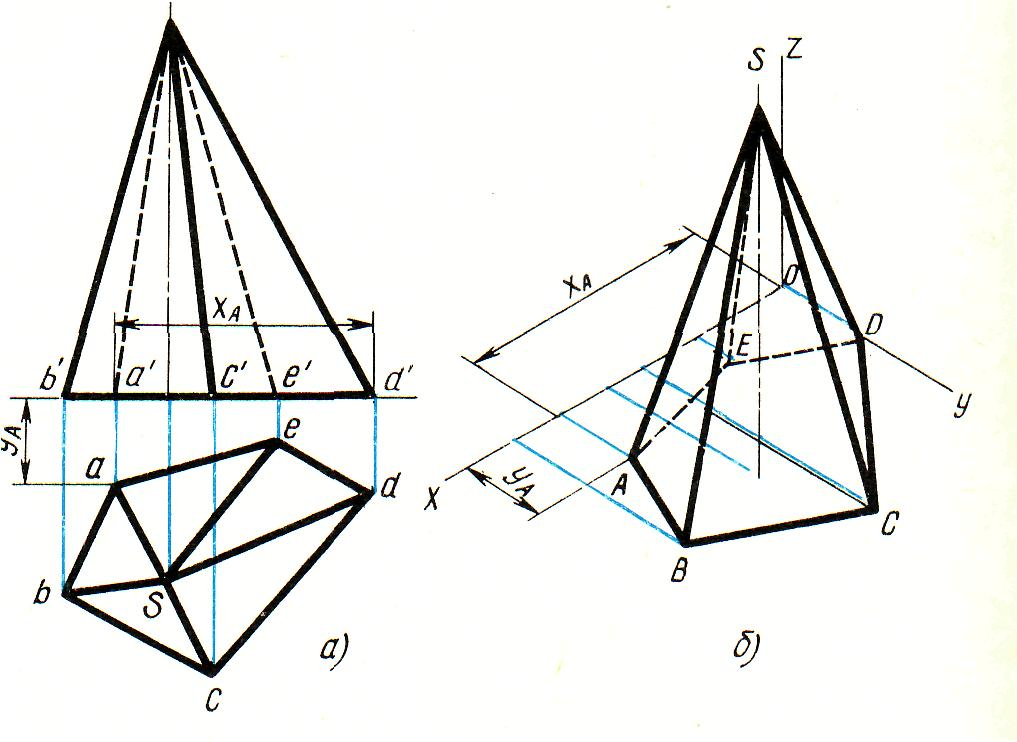 S Z
X_A
b' a' c' e' d'
y_A
a e d
b S
C
а)
X_A
O
E D
y
X A y_A
C
B
б)